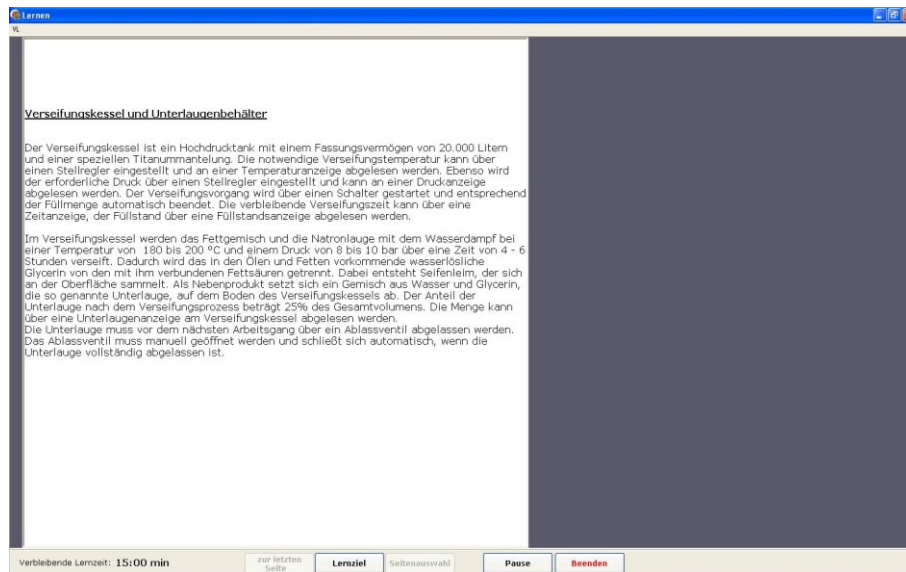 Lernen
VL
Verseifungskessel und Unterlaugenbehälter
Der Verseifungskessel ist ein Hochdrucktank mit einem Fassungsvermögen von 20.000 Litern
und einer speziellen Titanummantelung. Die notwendige Verseifungstemperatur kann über
einen Stellregler eingestellt und an einer Temperaturanzeige abgelesen werden. Ebenso wird
der erforderliche Druck über einen Stellregler eingestellt und kann an einer Druckanzeige
abgelesen werden. Der Verseifungsvorgang wird über einen Schalter gestartet und entsprechend
der Füllmenge automatisch beendet. Die verbleibende Verseifungszeit kann über eine
Zeitanzeige, der Füllstand über eine Füllstandsanzeige abgelesen werden.
Im Verseifungskessel werden das Fettgemisch und die Natronlauge mit dem Wasserdampf bei
einer Temperatur von 180 bis 200 °C und einem Druck von 8 bis 10 bar über eine Zeit von 4 - 6
Stunden verseift. Dadurch wird das in den Ölen und Fetten vorkommende wasserlösliche
Glycerin von den mit ihm verbundenen Fettsäuren getrennt. Dabei entsteht Seifenleim, der sich
an der Oberfläche sammelt. Als Nebenprodukt setzt sich ein Gemisch aus Wasser und Glycerin,
die so genannte Unterlauge, auf dem Boden des Verseifungskessels ab. Der Anteil der
Unterlauge nach dem Verseifungsprozess beträgt 25% des Gesamtvolumens. Die Menge kann
über eine Unterlaugenanzeige am Verseifungskessel abgelesen werden.
Die Unterlauge muss vor dem nächsten Arbeitsgang über ein Ablassventil abgelassen werden.
Das Ablassventil muss manuell geöffnet werden und schließt sich automatisch, wenn die
Unterlauge vollständig abgelassen ist.
Verbleibende Lernzeit: 15:00 min
zur letzten
Seite
Lernziel
Seitenauswahl
Pause
Beenden